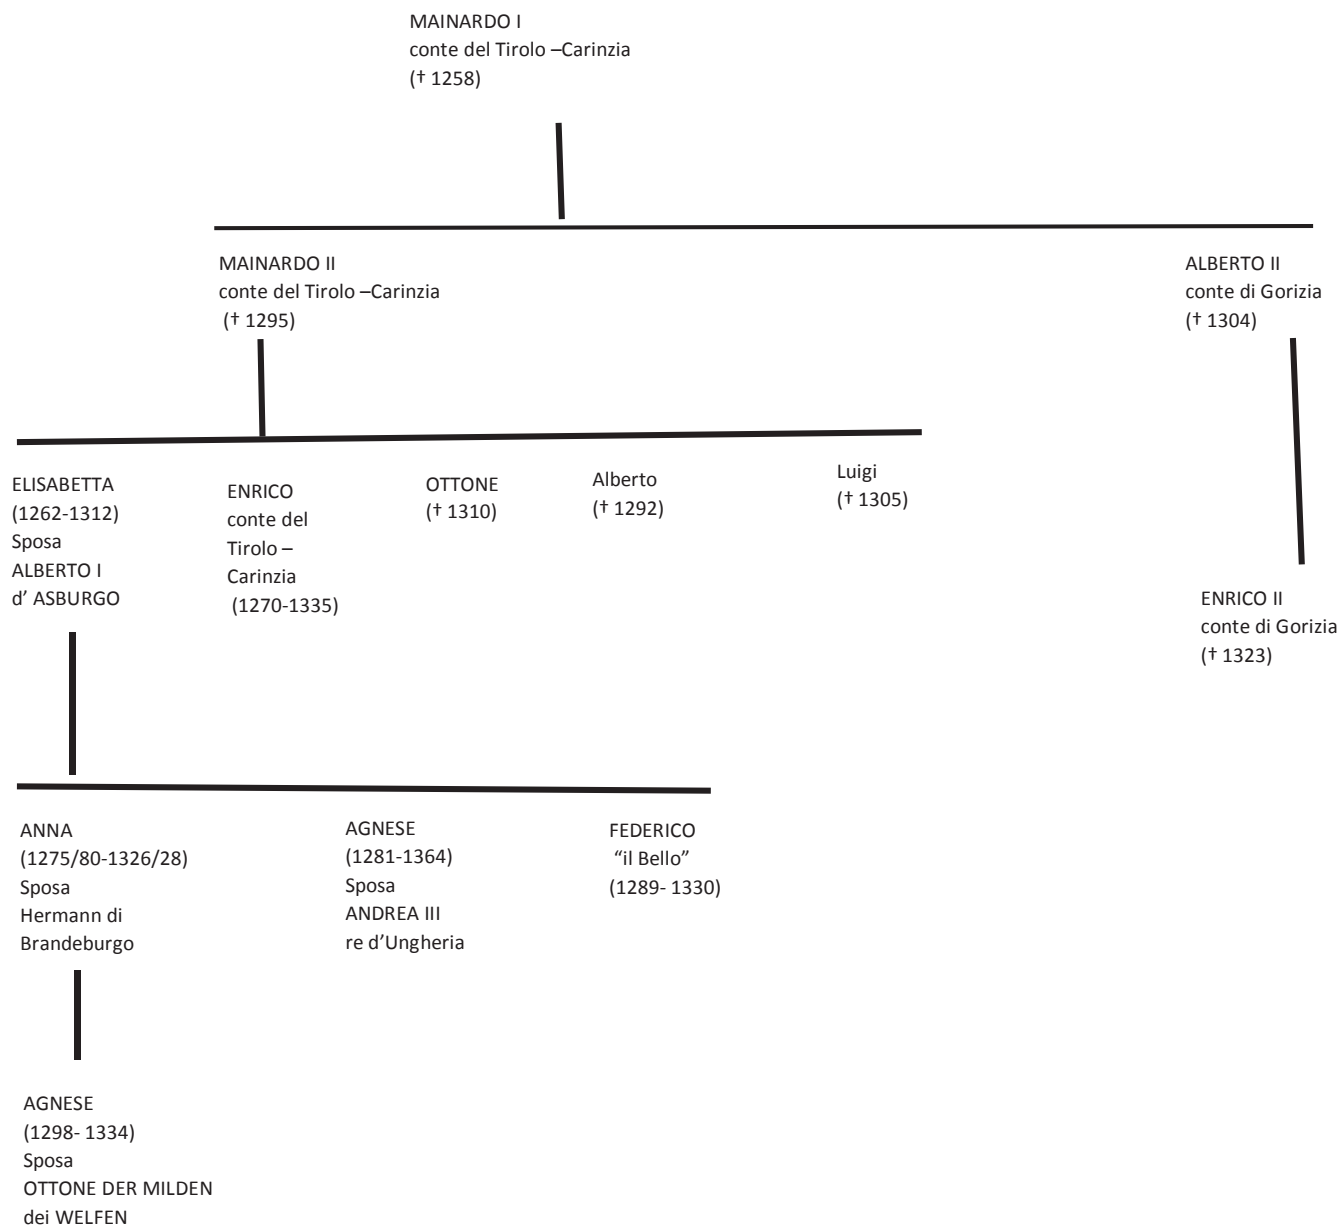 MAINARDO I
conte del Tirolo –Carinzia
(† 1258)
MAINARDO II
conte del Tirolo –Carinzia
(† 1295)
ALBERTO II
conte di Gorizia
(† 1304)
ELISABETTA
(1262-1312)
Sposa
ALBERTO I
d’ ASBURGO
ENRICO
conte del
Tirolo –
Carinzia
(1270-1335)
OTTONE
(† 1310)
Alberto
(† 1292)
Luigi
(† 1305)
ENRICO II
conte di Gorizia
(† 1323)
ANNA
(1275/80-1326/28)
Sposa
Hermann di
Brandeburgo
AGNESE
(1281-1364)
Sposa
ANDREA III
re d’Ungheria
FEDERICO
“il Bello”
(1289- 1330)
AGNESE
(1298- 1334)
Sposa
OTTONE DER MILDEN
dei WELFEN